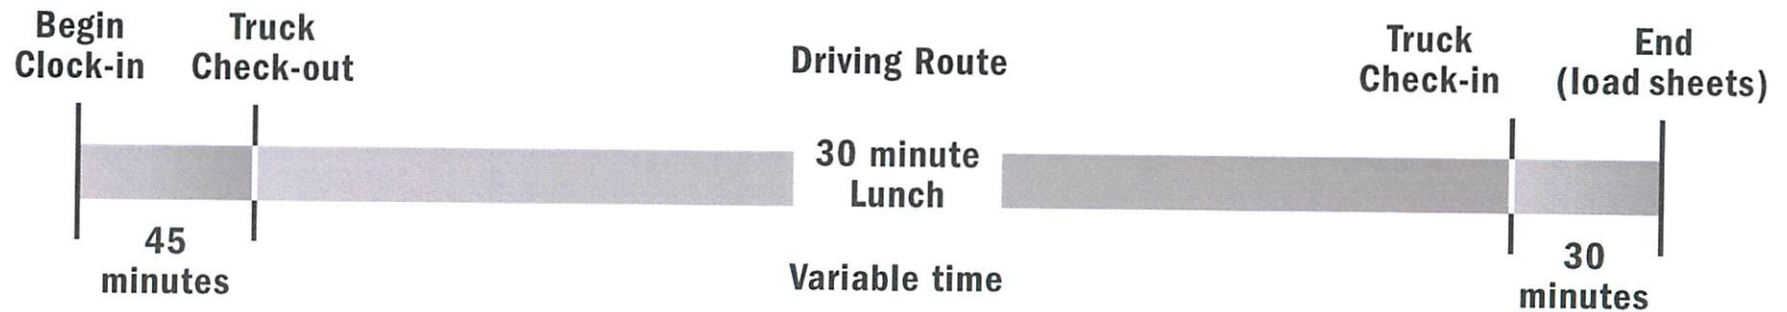 Begin
Clock-in
Truck
Check-out
Driving Route
Truck
Check-in
End
(load sheets)
30 minute
Lunch
45
minutes
Variable time
30
minutes